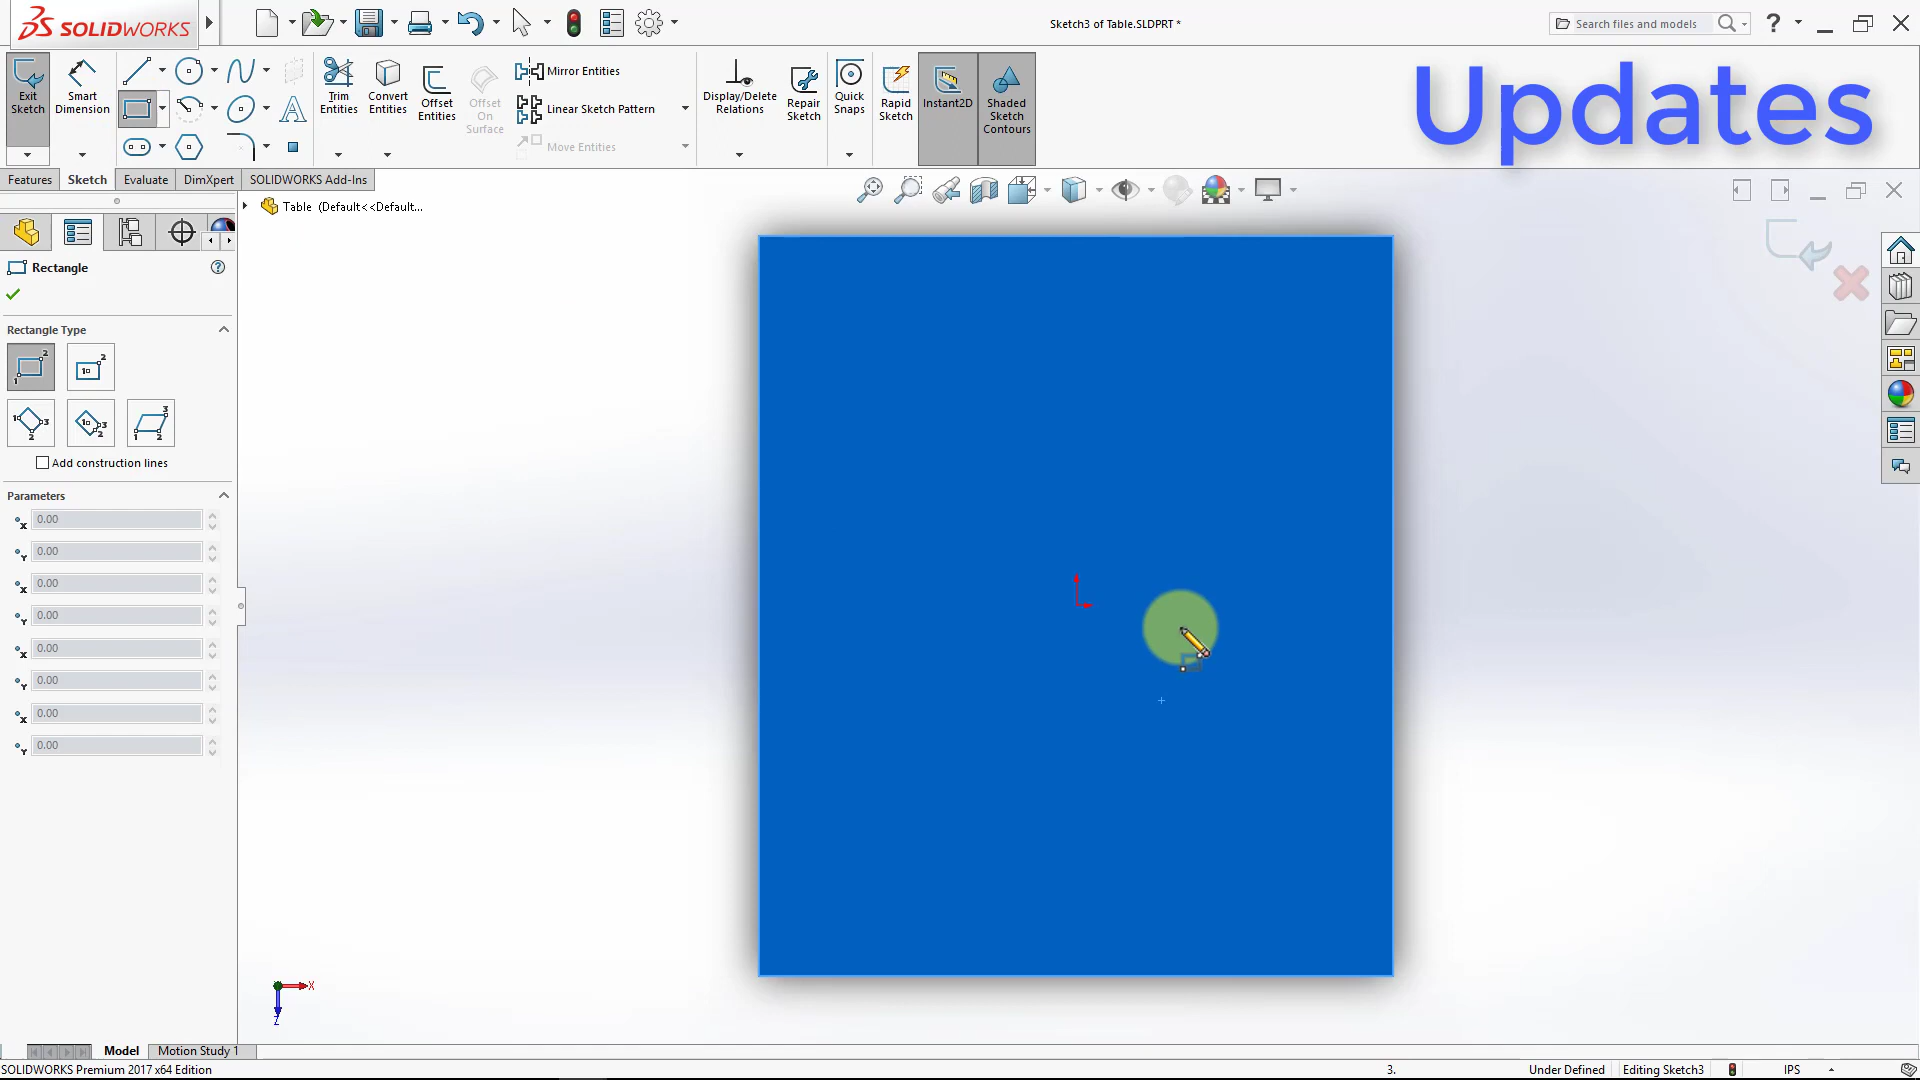 SOLIDWORKS
Sketch3 of Table.SLDPRT *
Search files and models
?
Updates
Exit Sketch
Smart Dimension
Trim Entities
Convert Entities
Offset Entities
Offset On Surface
Mirror Entities
Linear Sketch Pattern
Move Entities
Display/Delete Relations
Repair Sketch
Quick Snaps
Rapid Sketch
Instant2D
Shaded Sketch Contours
Features
Sketch
Evaluate
DimXpert
SOLIDWORKS Add-Ins
Table (Default<<Default...
Rectangle
?
Rectangle Type
Add construction lines
Parameters
X 0.00
Y 0.00
X 0.00
Y 0.00
X 0.00
Y 0.00
X 0.00
Y 0.00
X
Z
Model
Motion Study 1
SOLIDWORKS Premium 2017 x64 Edition
3.
Under Defined
Editing Sketch3
IPS